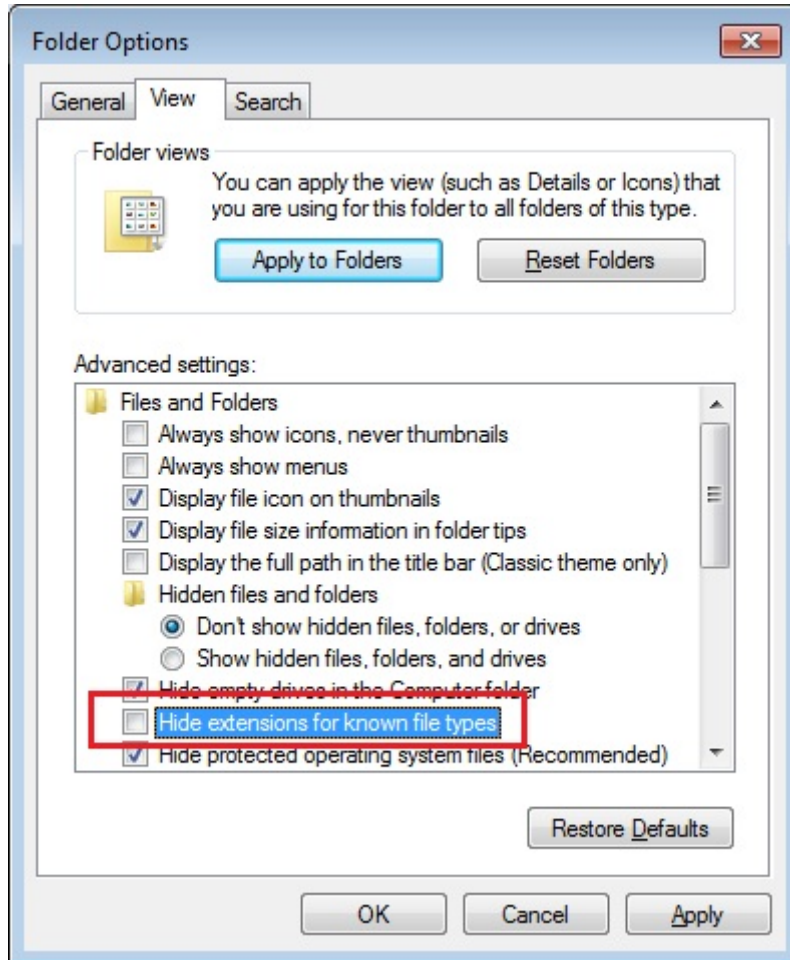 Folder Options
General View Search
Folder views
You can apply the view (such as Details or Icons) that
you are using for this folder to all folders of this type.
Apply to Folders Reset Folders
Advanced settings:
Files and Folders
Always show icons, never thumbnails
Always show menus
Display file icon on thumbnails
Display file size information in folder tips
Display the full path in the title bar (Classic theme only)
Hidden files and folders
Don't show hidden files, folders, or drives
Show hidden files, folders, and drives
Hide empty drives in the Computer folder
Hide extensions for known file types
Hide protected operating system files (Recommended)
Restore Defaults
OK Cancel Apply